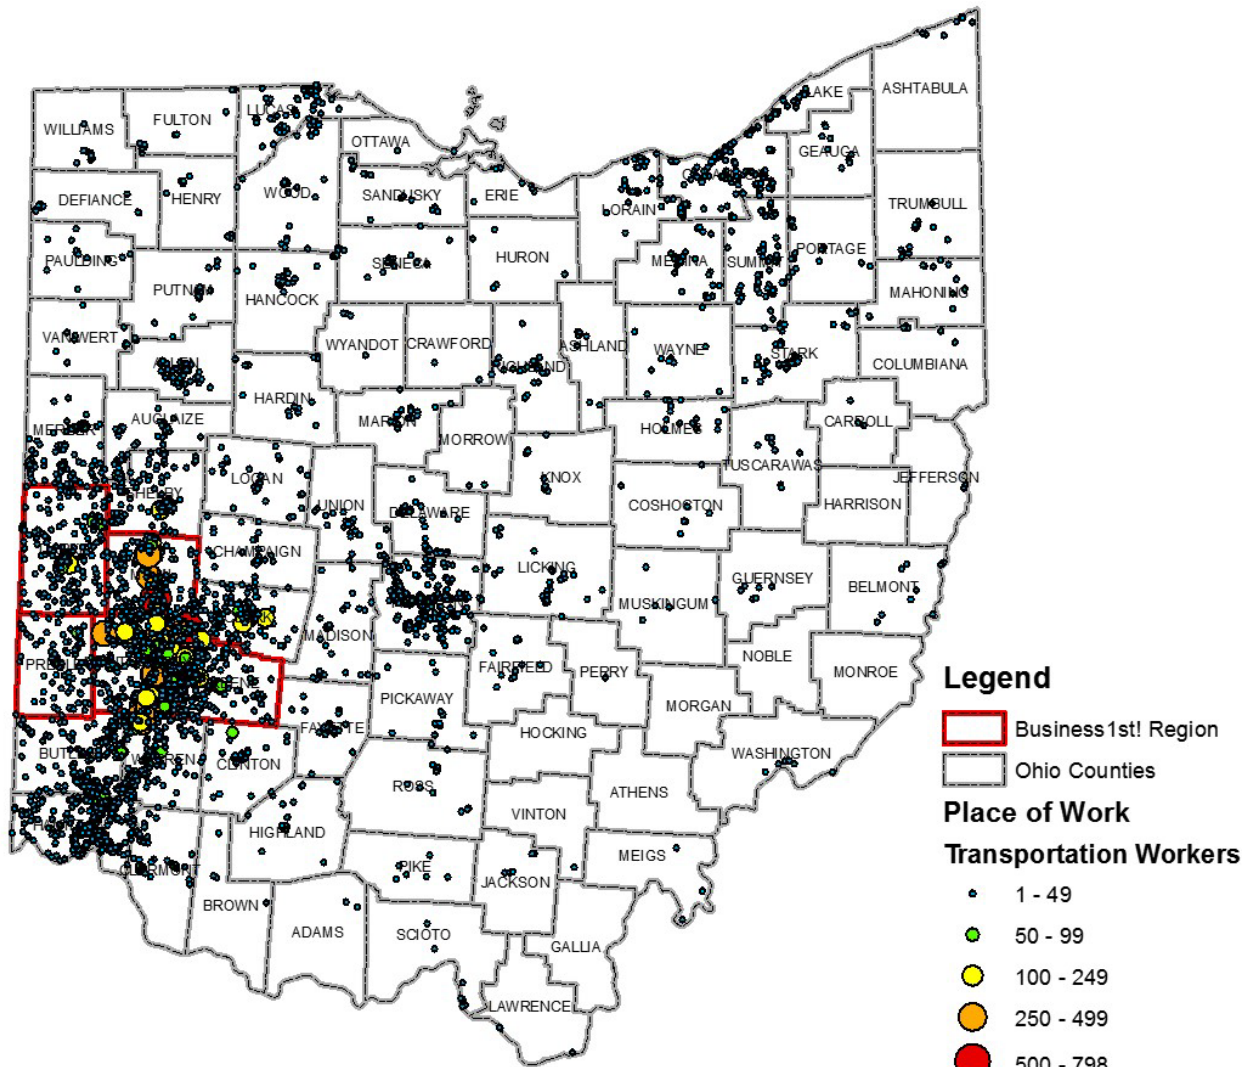 LAKE
ASHTABULA
LUCAS
FULTON
WILLIAMS
OTTAWA
GEAUGA
WOOD
SANDUSKY
ERIE
HENRY
DEFIANCE
LORAIN
TRUMBULL
PORTAGE
HURON
PAULDING
SENECA
MEDINA
SUMMIT
PUTNAM
HANCOCK
MAHONING
VAN WERT
WYANDOT
CRAWFORD
ASHLAND
WAYNE
STARK
COLUMBIANA
ALLEN
HARDIN
AUGLAIZE
MARION
CARROLL
MERCER
HOLMES
MORROW
TUSCARAWAS
LOGAN
KNOX
JEFFERSON
SHELBY
UNION
COSHOCTON
HARRISON
DELAWARE
CHAMPAIGN
LICKING
GUERNSEY
BELMONT
MUSKINGUM
MADISON
NOBLE
PREBLE
FAIRFIELD
PERRY
MONROE
PICKAWAY
MORGAN
FAYETTE
HOCKING
WASHINGTON
BUTLER
WARREN
CLINTON
ROSS
ATHENS
VINTON
HIGHLAND
MEIGS
CLERMONT
PIKE
JACKSON
BROWN
ADAMS
SCIOTO
GALLIA
LAWRENCE
Legend
Business1st! Region
Ohio Counties
Place of Work
Transportation Workers
1 - 49
50 - 99
100 - 249
250 - 499
500 - 798